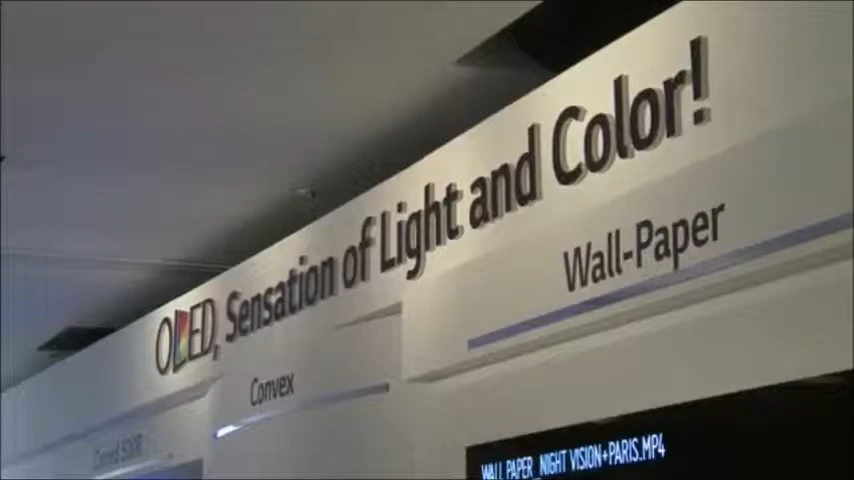 OLED, Sensation of Light and Color!
Wall-Paper
Convex
WALL PAPER_NIGHT VISION+PARIS.MP4